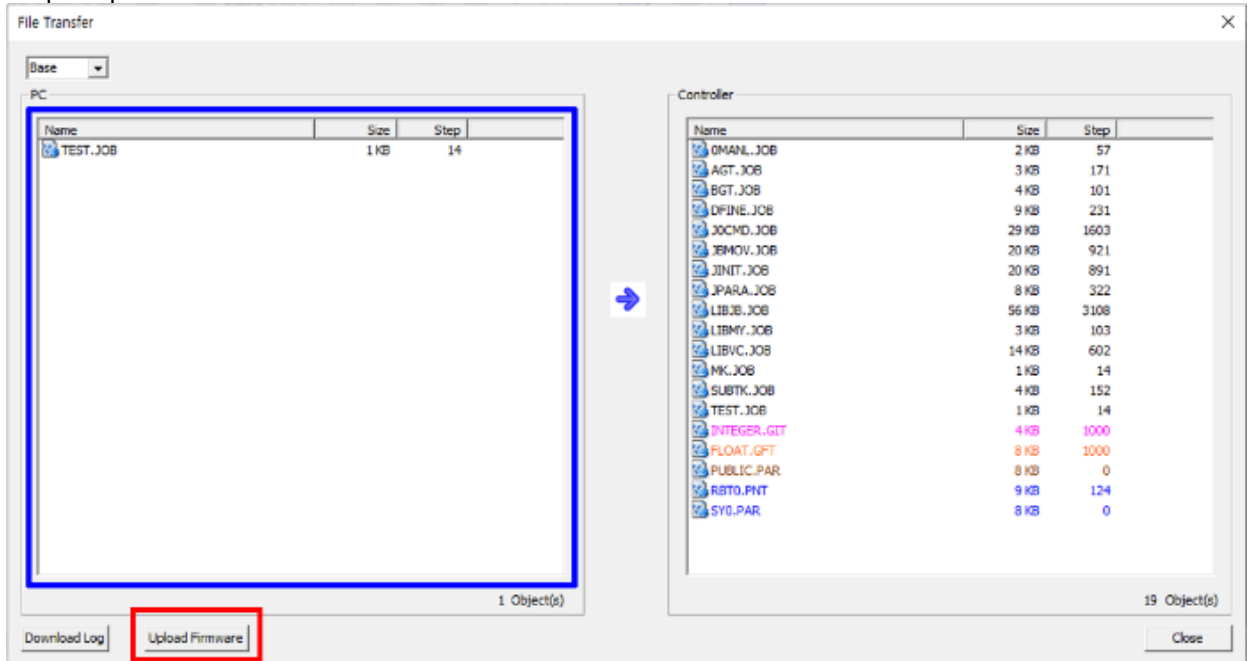 File Transfer
Base
PC
Name Size Step
TEST.JOB 1 KB 14
1 Object(s)
Controller
Name Size Step
0MANL.JOB 2 KB 57
AGT.JOB 3 KB 171
BGT.JOB 4 KB 101
DFINE.JOB 9 KB 231
JOCMD.JOB 29 KB 1603
JBMOV.JOB 20 KB 921
JINIT.JOB 20 KB 891
JPARA.JOB 8 KB 322
LIBJB.JOB 56 KB 3108
LIBMY.JOB 3 KB 103
LIBVC.JOB 14 KB 602
MK.JOB 1 KB 14
SUBTK.JOB 4 KB 152
TEST.JOB 1 KB 14
INTEGER.GIT 4 KB 1000
FLOAT.GFT 8 KB 1000
PUBLIC.PAR 8 KB 0
RBT0.PNT 9 KB 124
SY0.PAR 8 KB 0
19 Object(s)
Download Log Upload Firmware Close